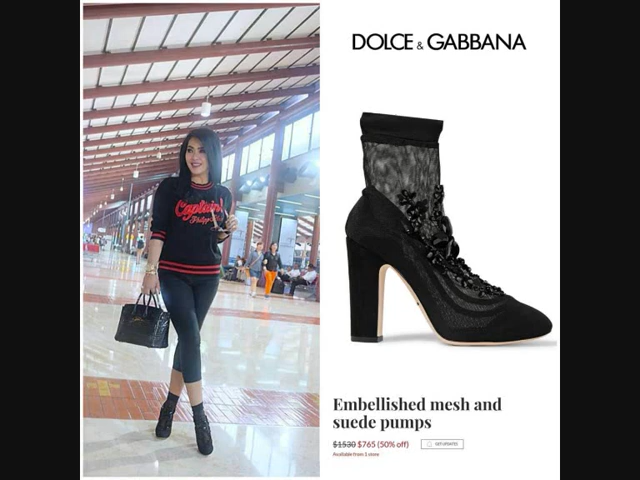 DOLCE & GABBANA
Captain
Embellished mesh and
suede pumps
$1530 $765 (50% off)
GET UPDATES
Available from 1 store